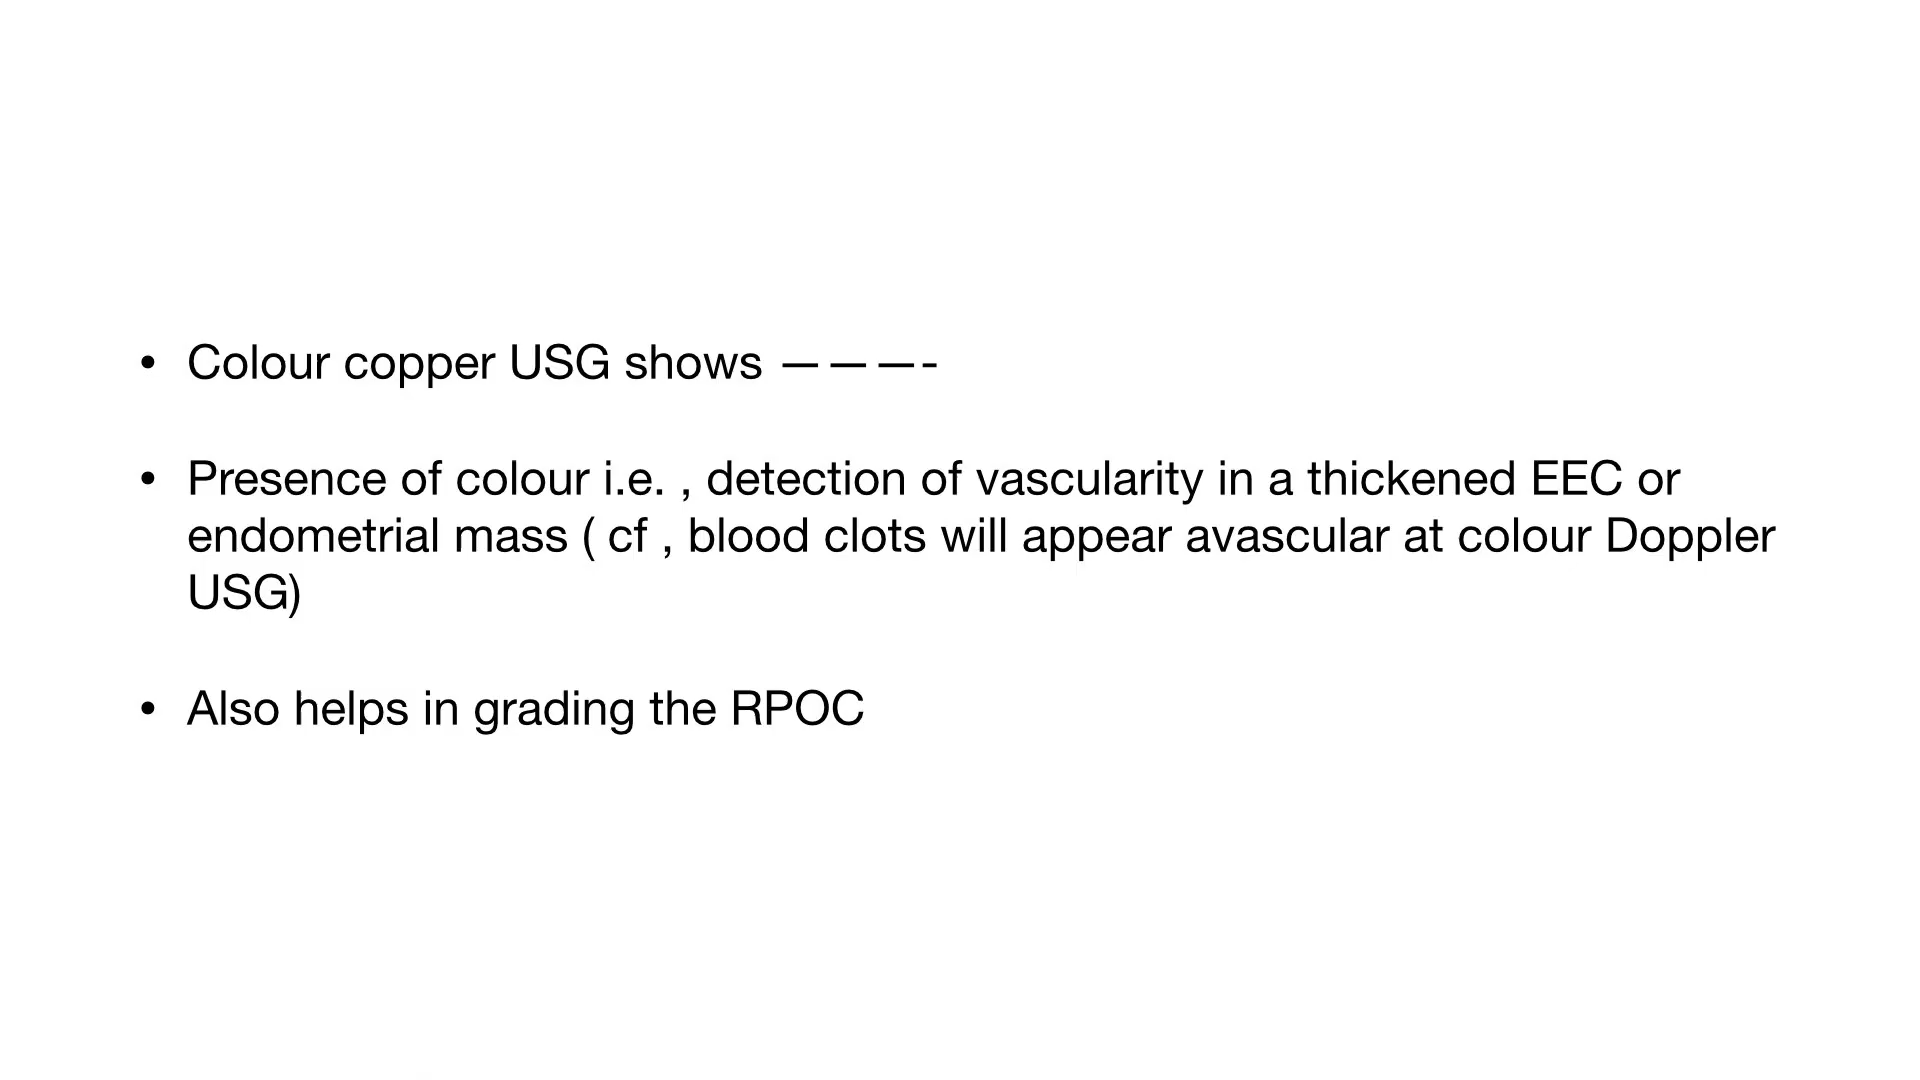 • Colour copper USG shows — — —-
• Presence of colour i.e. , detection of vascularity in a thickened EEC or
endometrial mass ( cf , blood clots will appear avascular at colour Doppler
USG)
• Also helps in grading the RPOC